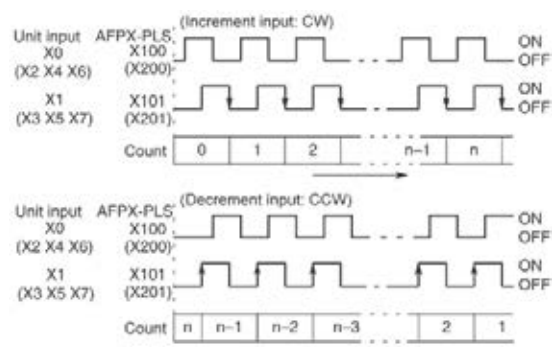 (Increment input: CW)
Unit input AFPX-PLS
X0 X100 ON
(X2 X4 X6) (X200) OFF
X1 X101 ON
(X3 X5 X7) (X201) OFF
Count 0 1 2 n-1 n
(Decrement input: CCW)
Unit input AFPX-PLS
X0 X100 ON
(X2 X4 X6) (X200) OFF
X1 X101 ON
(X3 X5 X7) (X201) OFF
Count n n-1 n-2 n-3 2 1